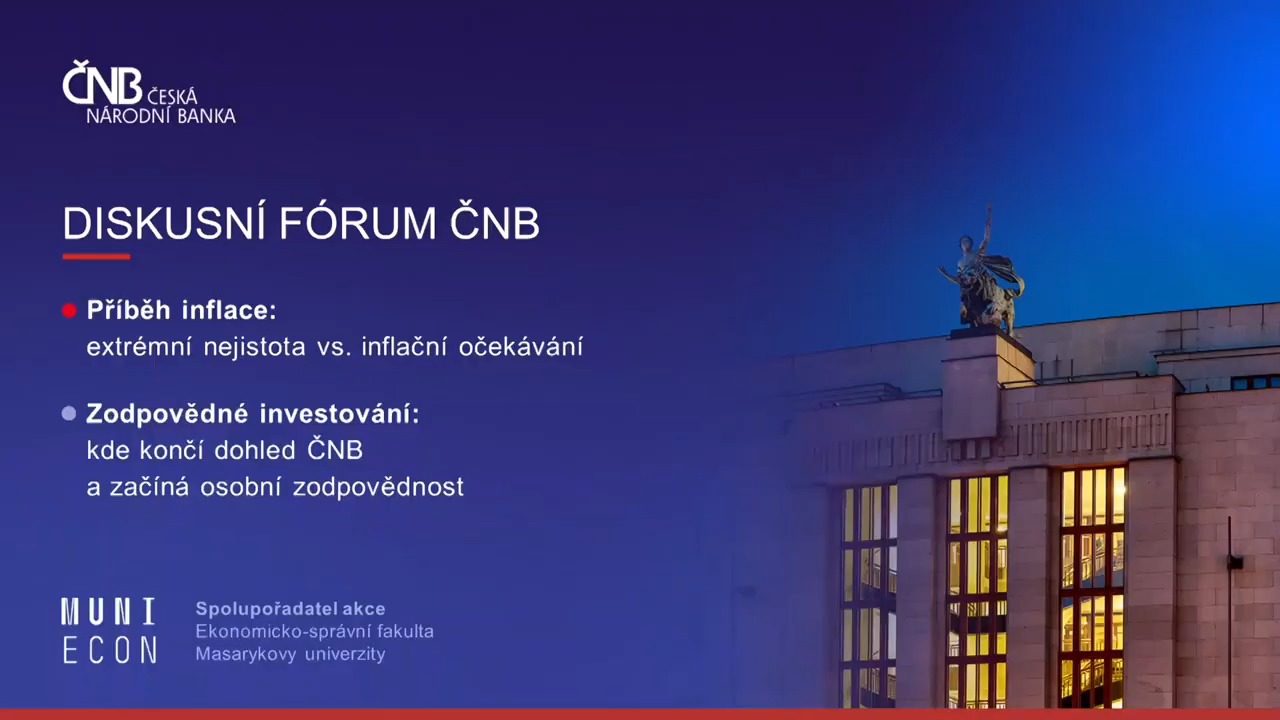 ČNB ČESKÁ
NÁRODNÍ BANKA
DISKUSNÍ FÓRUM ČNB
Příběh inflace:
extrémní nejistota vs. inflační očekávání
Zodpovědné investování:
kde končí dohled ČNB
a začíná osobní zodpovědnost
MUNI
ECON
Spolupořadatel akce
Ekonomicko-správní fakulta
Masarykovy univerzity